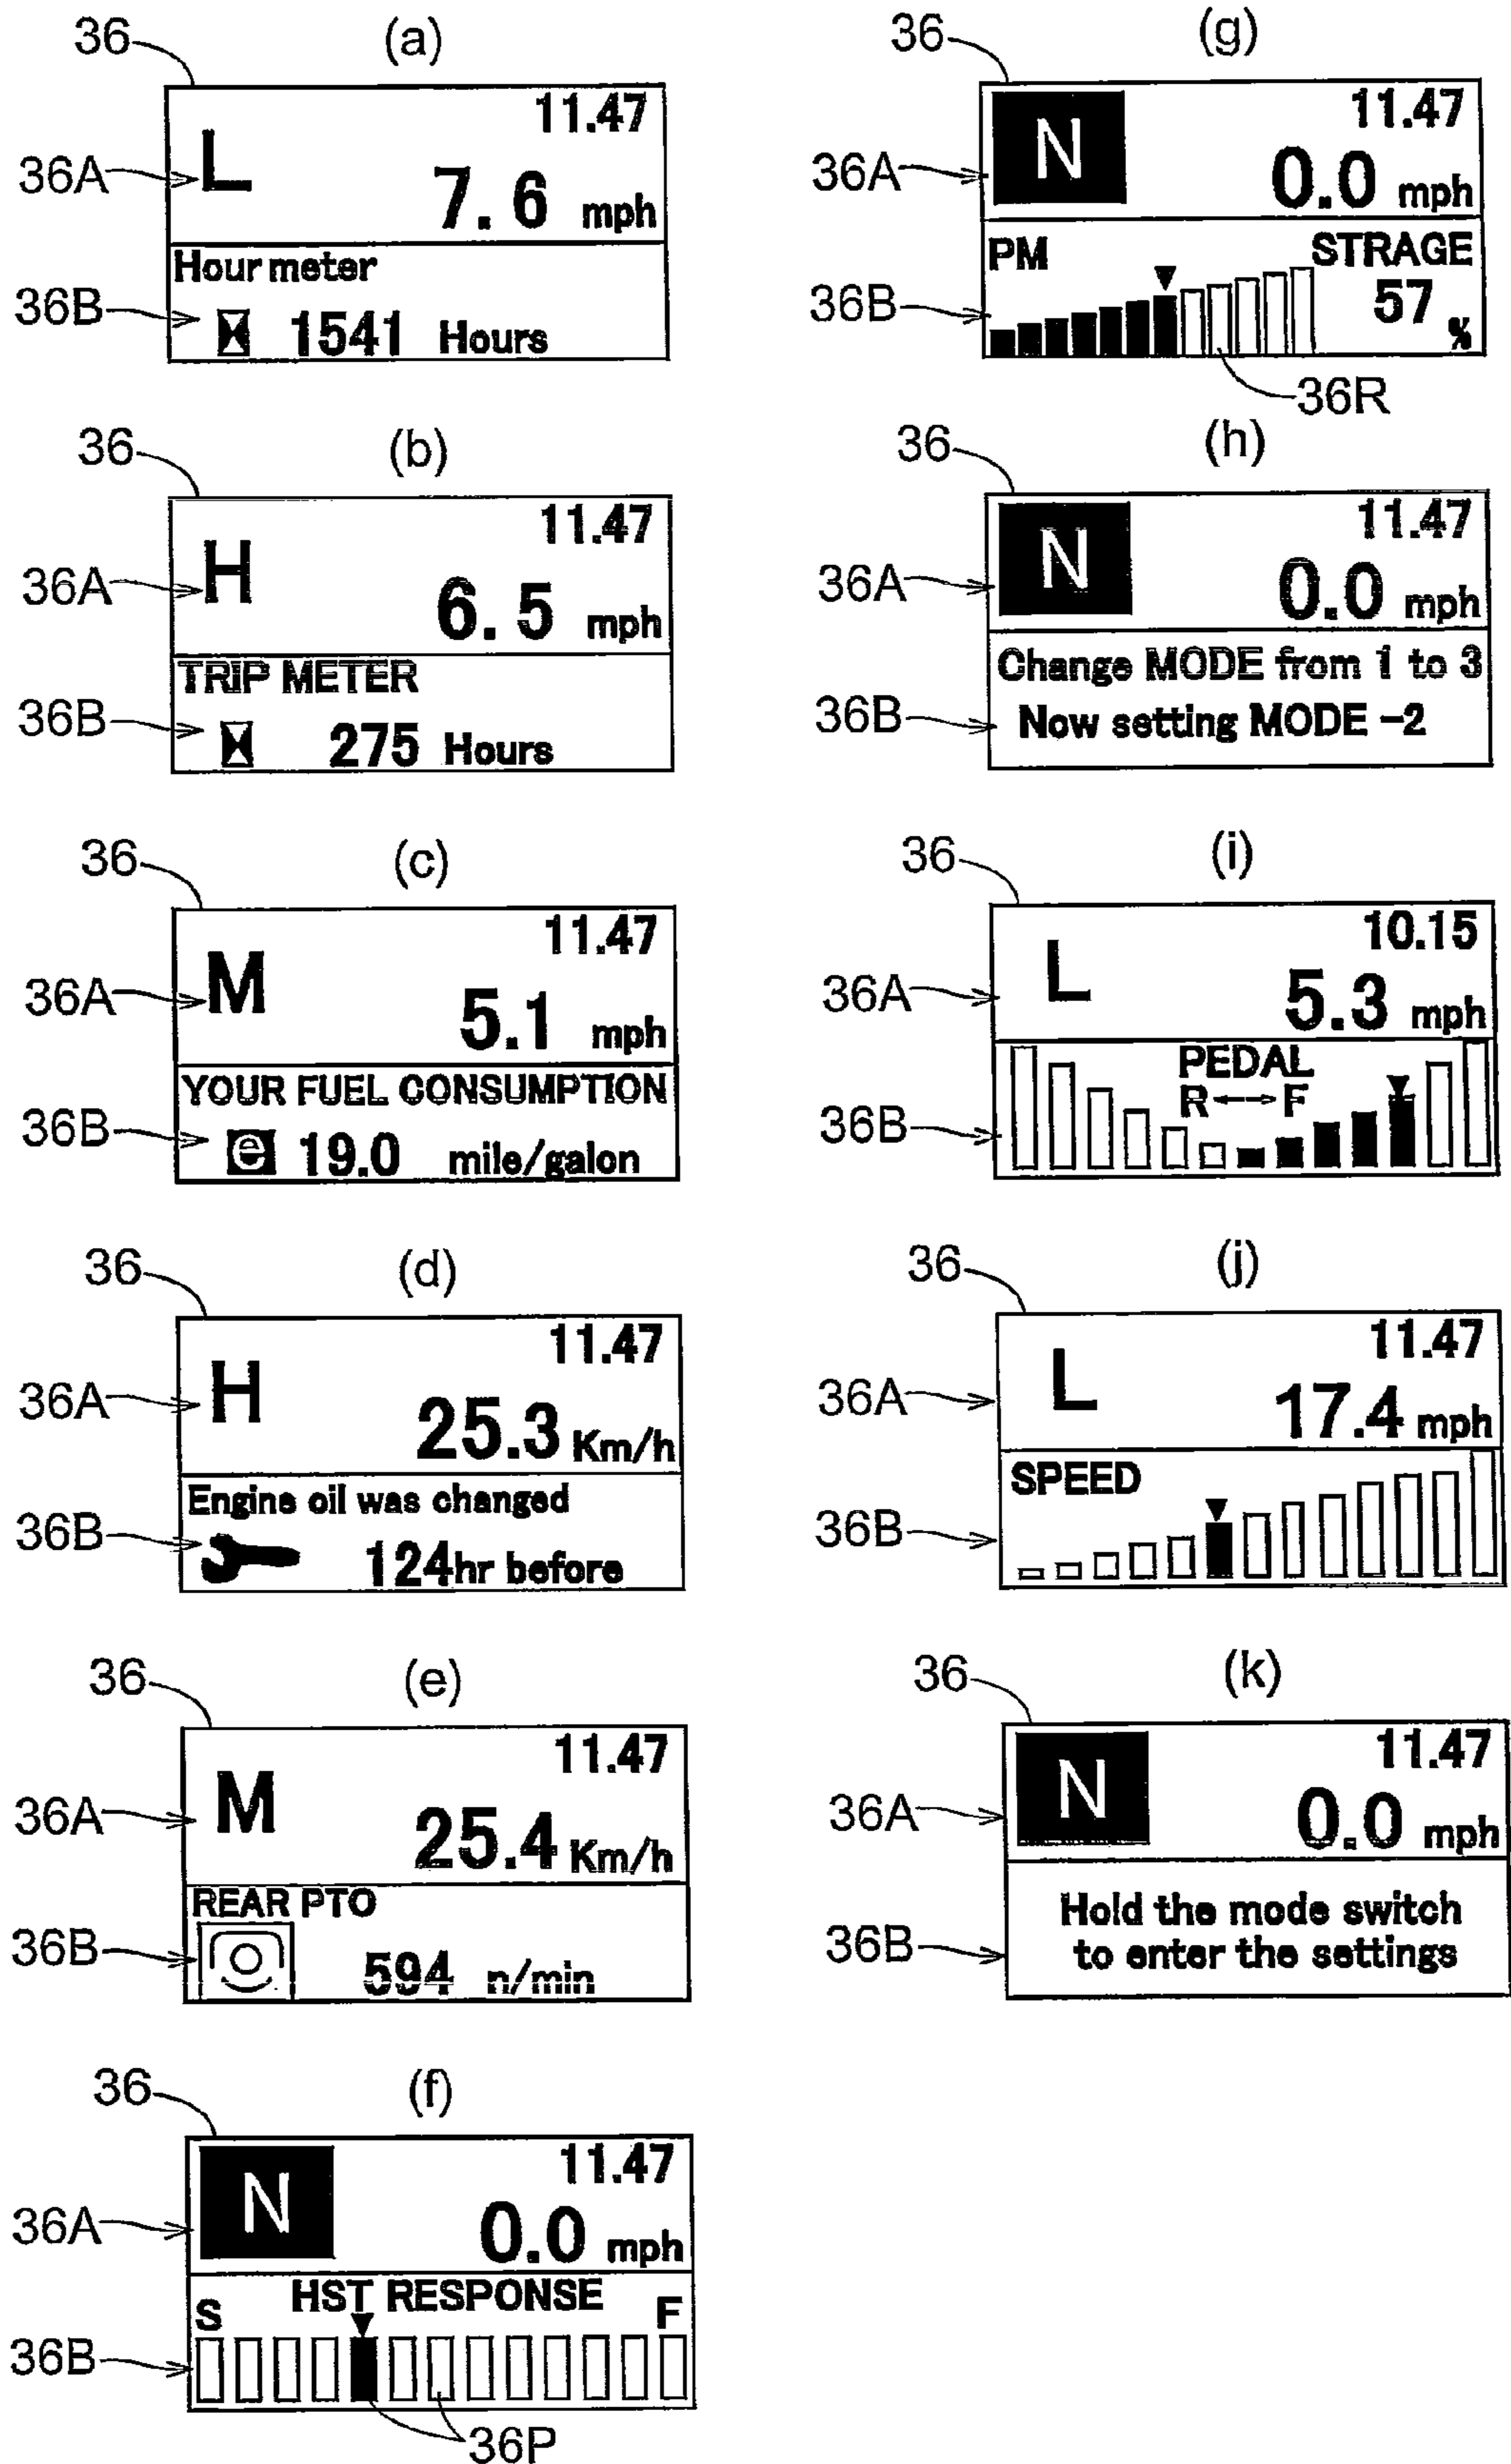 36 (a)
11.47
36A L 7.6 mph
Hour meter
36B 1541 Hours
36 (b)
11.47
36A H 6.5 mph
TRIP METER
36B 275 Hours
36 (c)
11.47
36A M 5.1 mph
YOUR FUEL CONSUMPTION
36B e 19.0 mile/galon
36 (d)
11.47
36A H 25.3 Km/h
Engine oil was changed
36B 124hr before
36 (e)
11.47
36A M 25.4 Km/h
REAR PTO
36B 594 n/min
36 (f)
11.47
36A N 0.0 mph
HST RESPONSE
S F
36B
36P
36 (g)
11.47
36A N 0.0 mph
PM STRAGE
36B 57 %
36R
36 (h)
11.47
36A N 0.0 mph
Change MODE from 1 to 3
36B Now setting MODE -2
36 (i)
10.15
36A L 5.3 mph
PEDAL
R F
36B
36 (j)
11.47
36A L 17.4 mph
SPEED
36B
36 (k)
11.47
36A N 0.0 mph
Hold the mode switch
36B to enter the settings